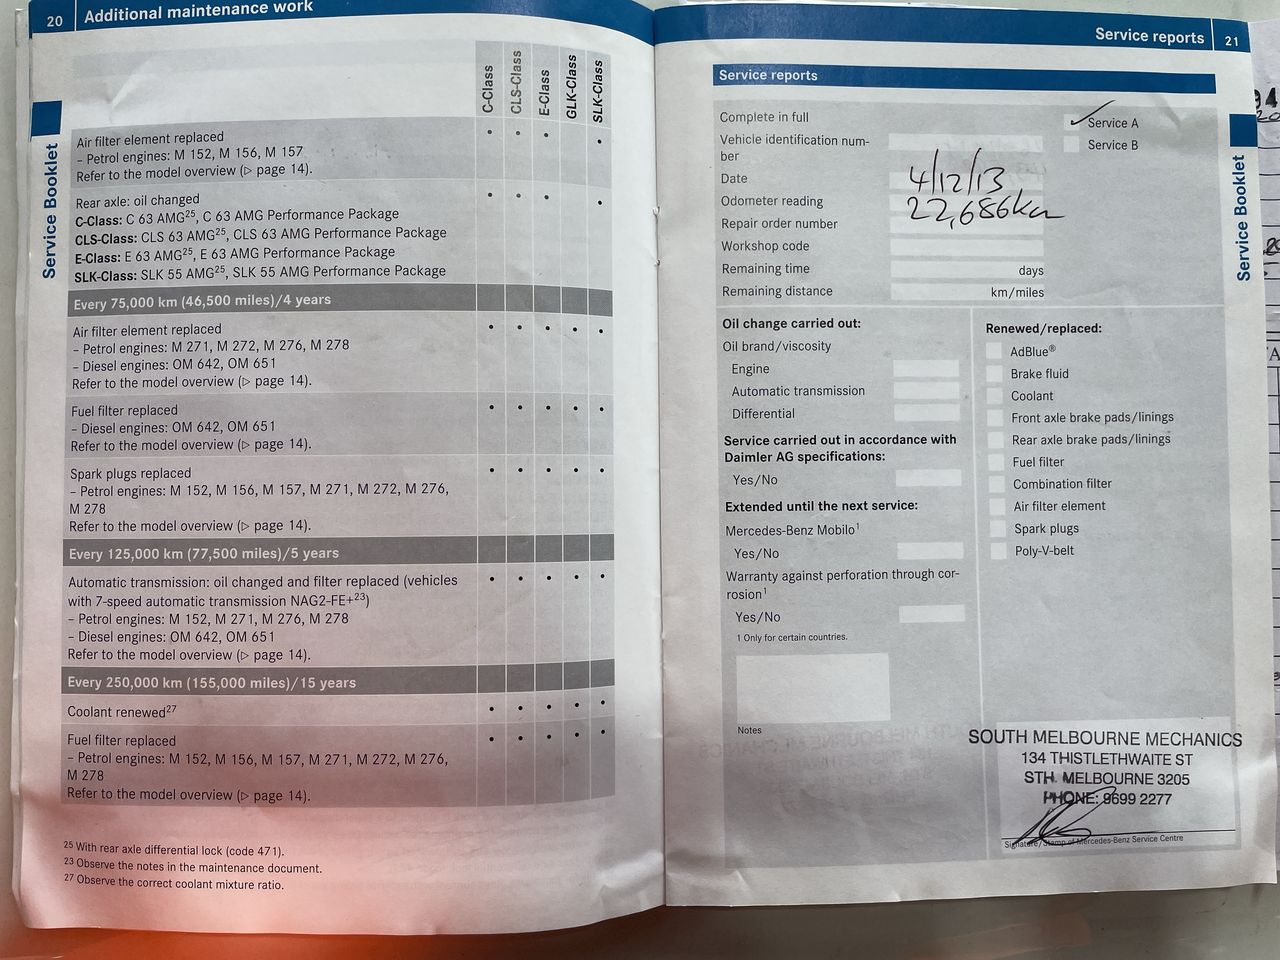 20 Additional maintenance work
Service Booklet
C-Class
CLS-Class
E-Class
GLK-Class
SLK-Class
Air filter element replaced
– Petrol engines: M 152, M 156, M 157
Refer to the model overview (▷ page 14).
Rear axle: oil changed
C-Class: C 63 AMG25, C 63 AMG Performance Package
CLS-Class: CLS 63 AMG25, CLS 63 AMG Performance Package
E-Class: E 63 AMG25, E 63 AMG Performance Package
SLK-Class: SLK 55 AMG25, SLK 55 AMG Performance Package
Every 75,000 km (46,500 miles)/4 years
Air filter element replaced
– Petrol engines: M 271, M 272, M 276, M 278
– Diesel engines: OM 642, OM 651
Refer to the model overview (▷ page 14).
Fuel filter replaced
– Diesel engines: OM 642, OM 651
Refer to the model overview (▷ page 14).
Spark plugs replaced
– Petrol engines: M 152, M 156, M 157, M 271, M 272, M 276,
M 278
Refer to the model overview (▷ page 14).
Every 125,000 km (77,500 miles)/5 years
Automatic transmission: oil changed and filter replaced (vehicles
with 7-speed automatic transmission NAG2-FE+23)
– Petrol engines: M 152, M 271, M 276, M 278
– Diesel engines: OM 642, OM 651
Refer to the model overview (▷ page 14).
Every 250,000 km (155,000 miles)/15 years
Coolant renewed27
Fuel filter replaced
– Petrol engines: M 152, M 156, M 157, M 271, M 272, M 276,
M 278
Refer to the model overview (▷ page 14).
25 With rear axle differential lock (code 471).
23 Observe the notes in the maintenance document.
27 Observe the correct coolant mixture ratio.
Service reports 21
Service Booklet
Service reports
Complete in full
Service A
Service B
Vehicle identification num-
ber
Date 4/12/13
Odometer reading 22,686km
Repair order number
Workshop code
Remaining time days
Remaining distance km/miles
Oil change carried out:
Oil brand/viscosity
Engine
Automatic transmission
Differential
Service carried out in accordance with
Daimler AG specifications:
Yes/No
Extended until the next service:
Mercedes-Benz Mobilo1
Yes/No
Warranty against perforation through cor-
rosion1
Yes/No
1 Only for certain countries.
Notes
Renewed/replaced:
AdBlue®
Brake fluid
Coolant
Front axle brake pads/linings
Rear axle brake pads/linings
Fuel filter
Combination filter
Air filter element
Spark plugs
Poly-V-belt
SOUTH MELBOURNE MECHANICS
134 THISTLETHWAITE ST
STH. MELBOURNE 3205
PHONE: 9699 2277
Signature/Stamp of Mercedes-Benz Service Centre